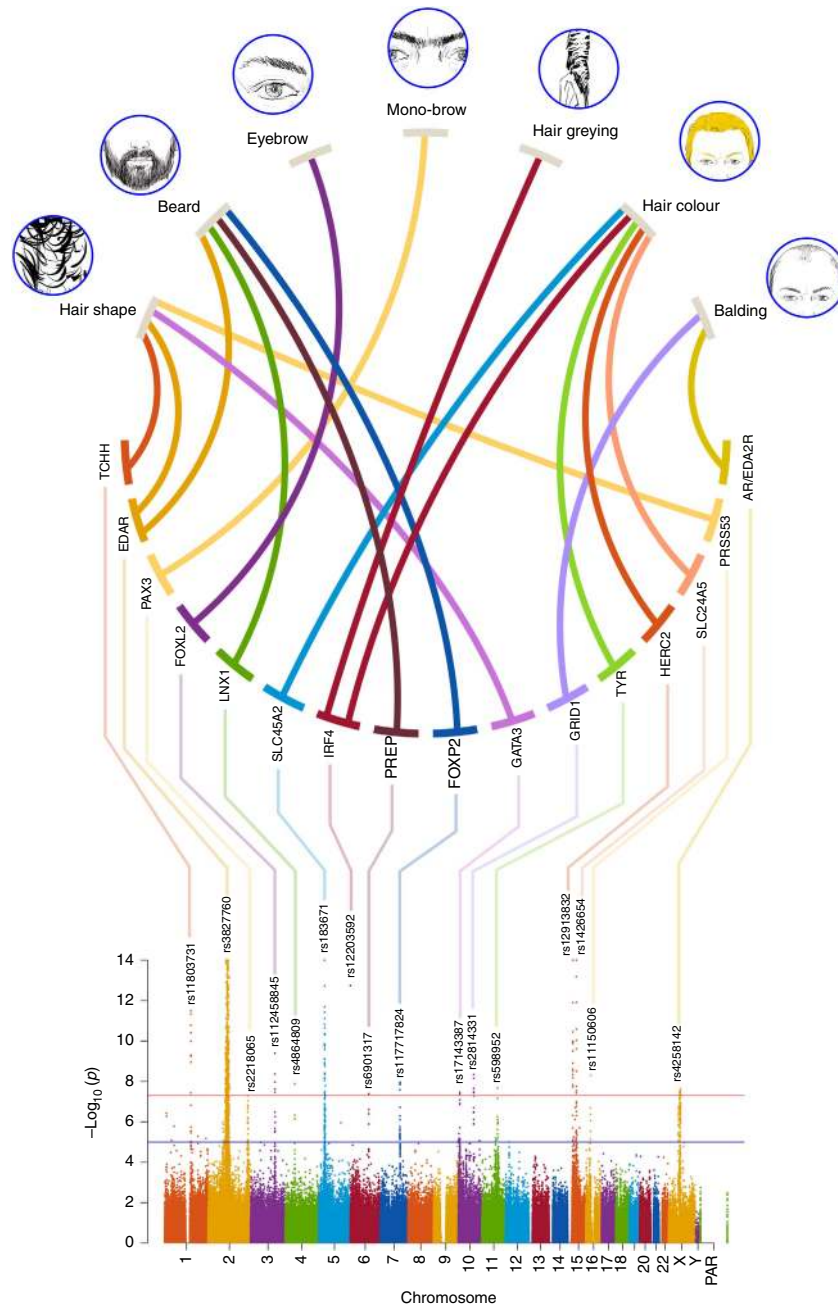 Mono-brow
Hair greying
Eyebrow
Beard
Hair colour
Hair shape
Balding
TCHH
EDAR
PAX3
FOXL2
LNX1
SLC45A2
IRF4
PREP
FOXP2
GATA3
GRID1
TYR
HERC2
SLC24A5
PRSS53
AR/EDA2R
rs11803731
rs3827760
rs2218065
rs112458845
rs4864809
rs183671
rs12203592
rs6901317
rs117717824
rs17143387
rs2814331
rs598952
rs12913832
rs1426654
rs11150606
rs4258142
14
12
10
8
6
4
2
0
−Log10 (p)
1 2 3 4 5 6 7 8 9 10 11 12 13 14 15 16 17 18 20 22 X Y PAR
Chromosome